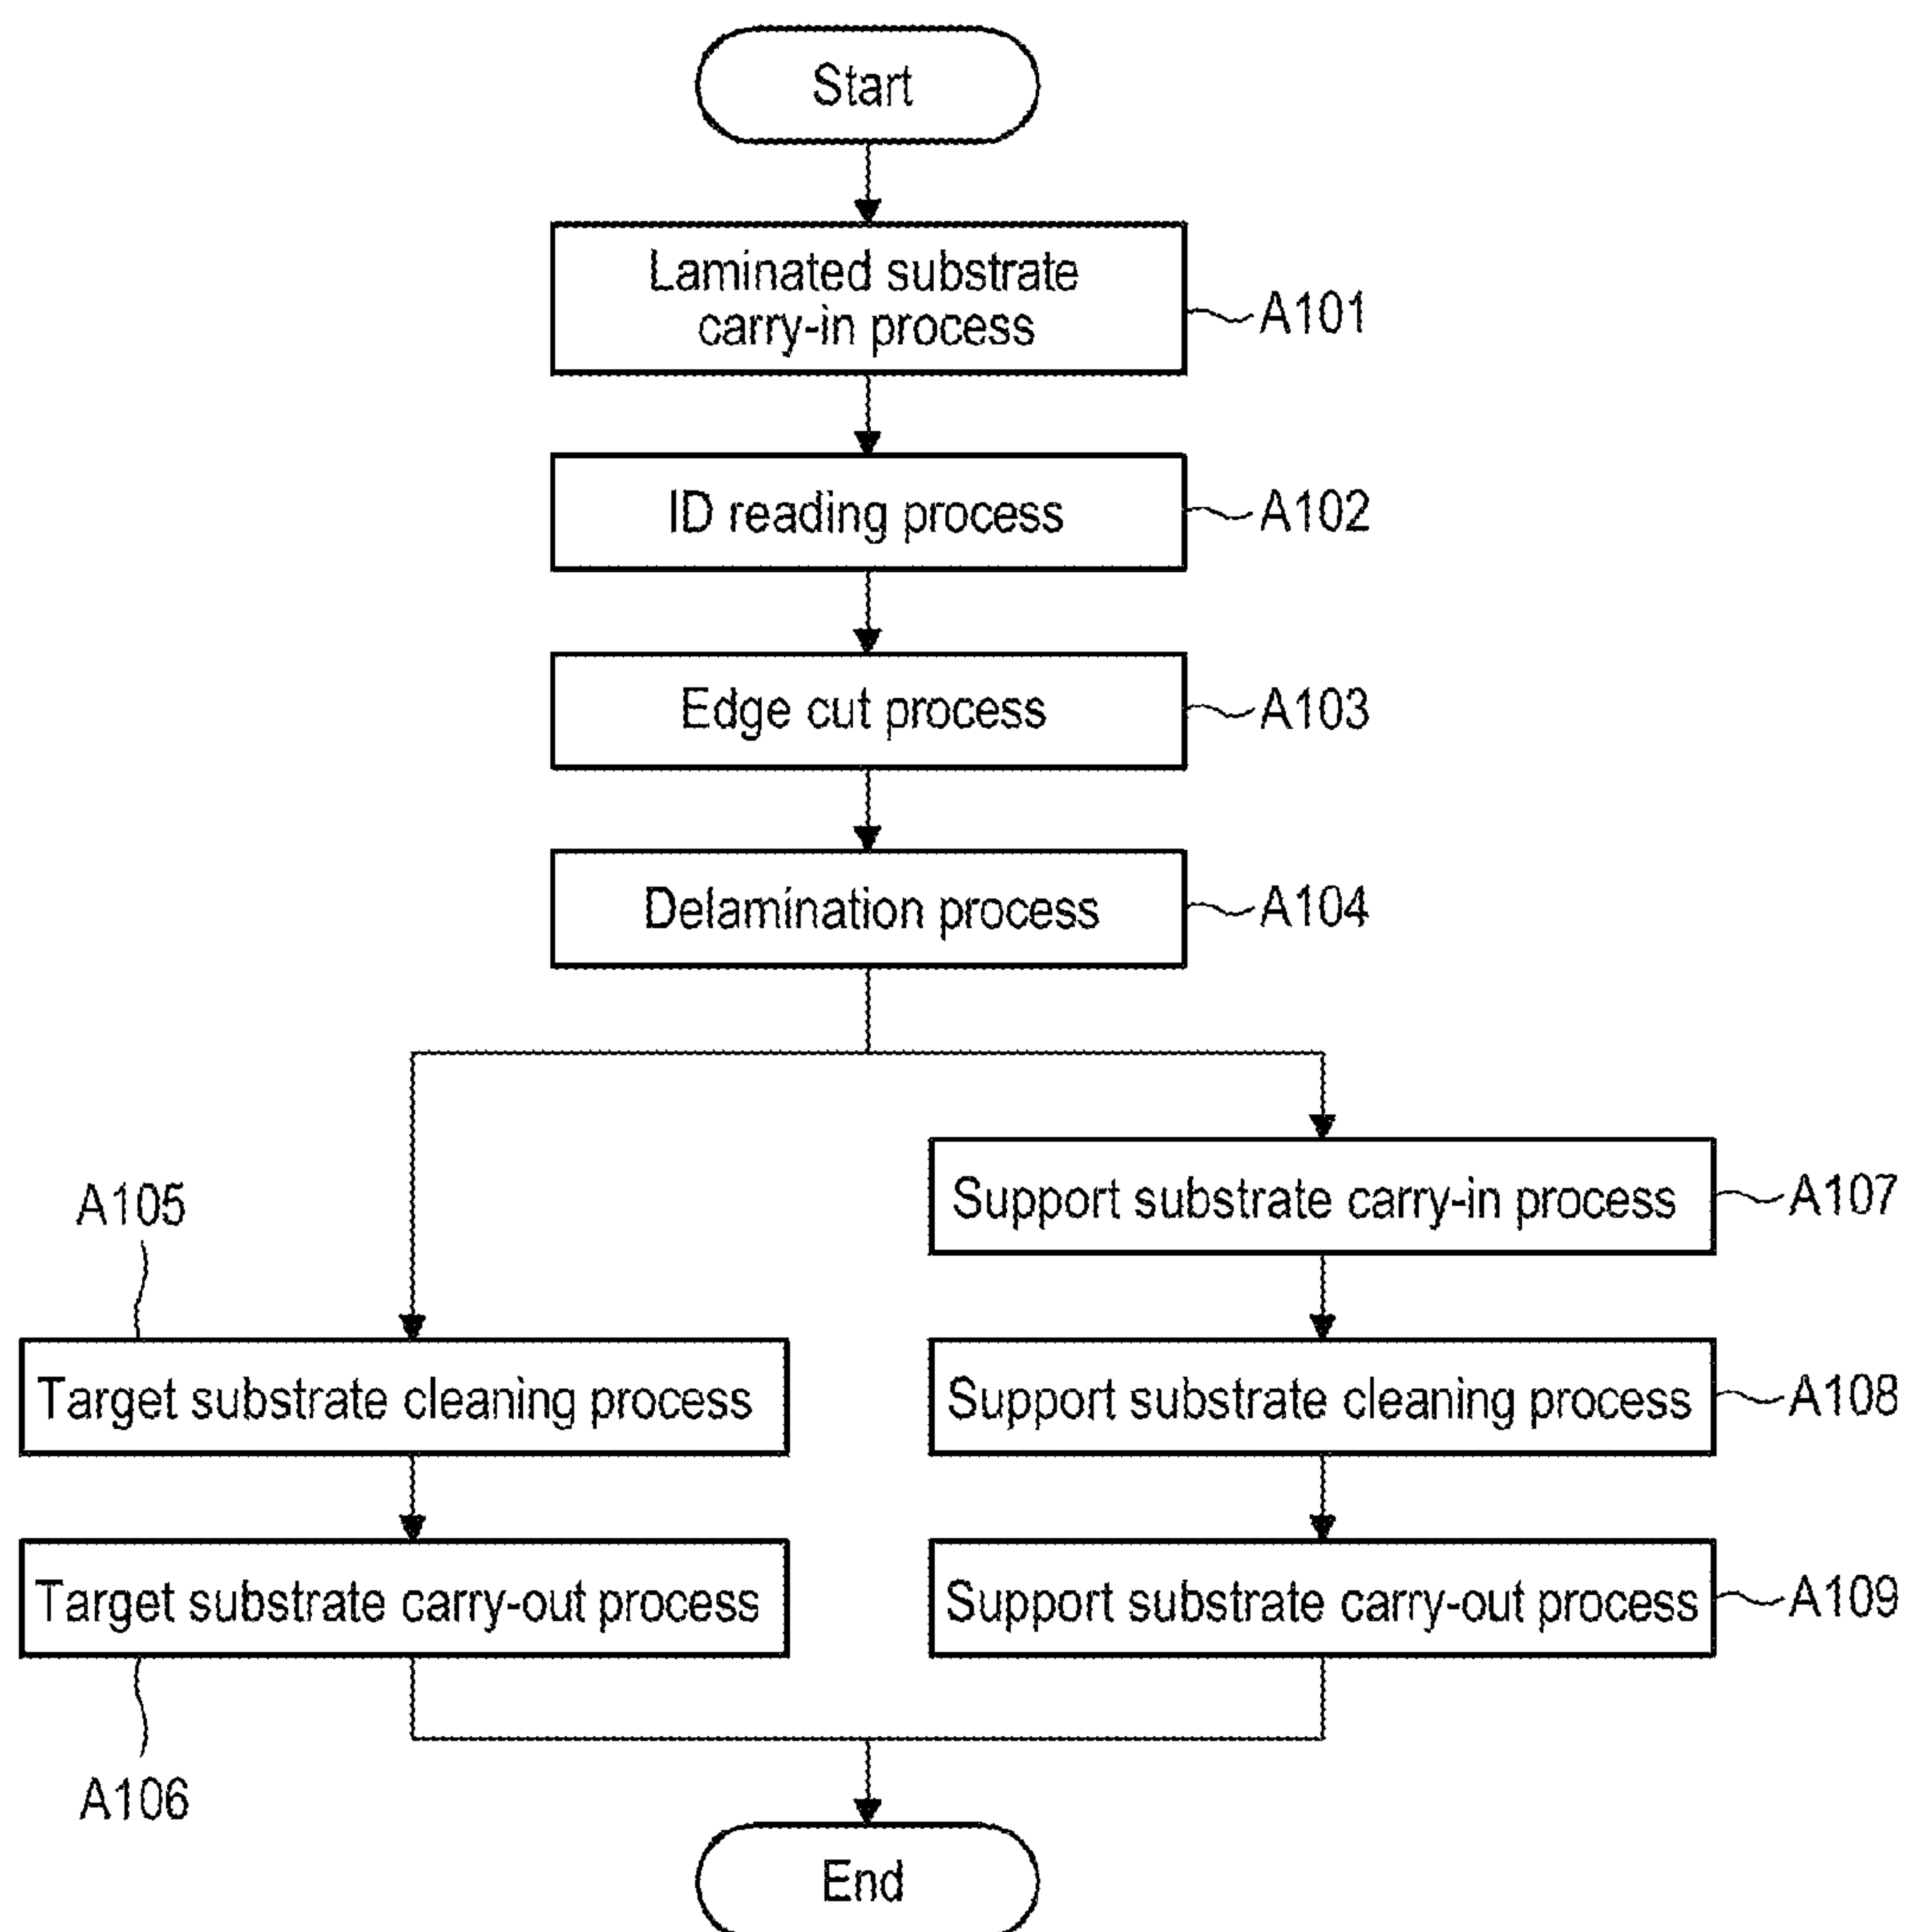 Start
Laminated substrate
carry-in process
A101
ID reading process
A102
Edge cut process
A103
Delamination process
A104
Support substrate carry-in process
A107
A105
Target substrate cleaning process
Support substrate cleaning process
A108
Target substrate carry-out process
Support substrate carry-out process
A109
A106
End